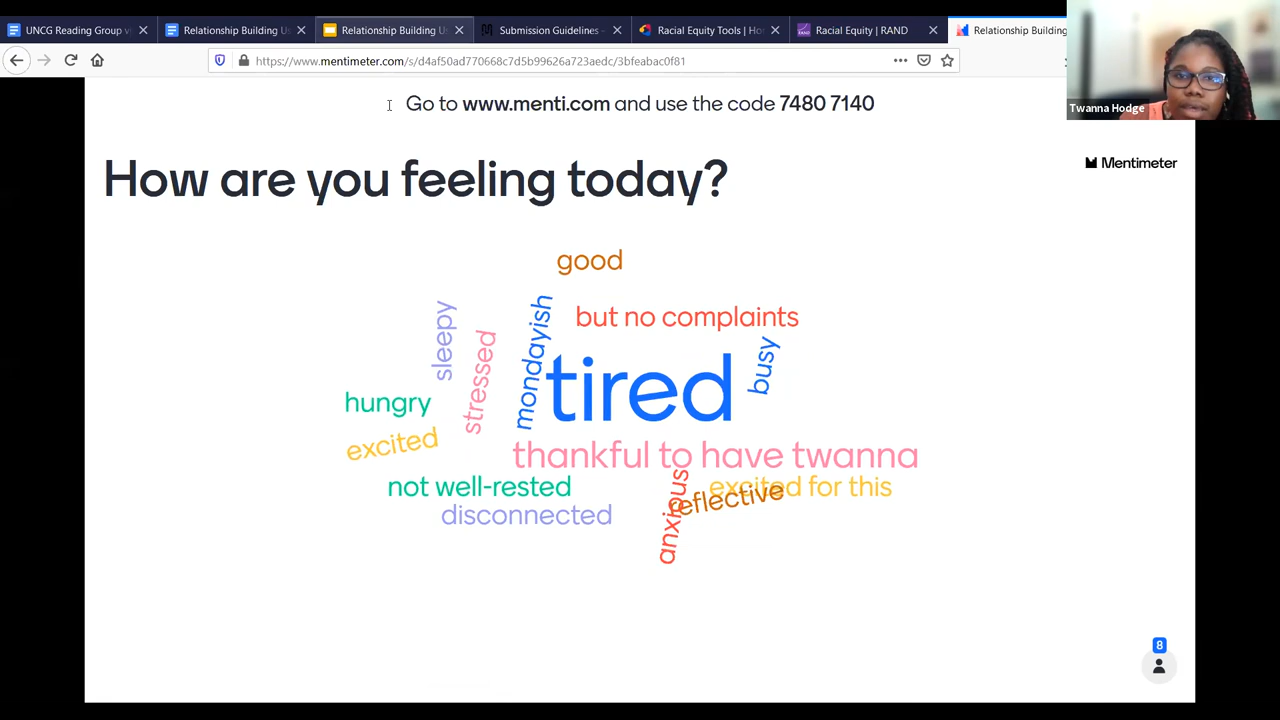 UNCG Reading Group v
Relationship Building U
Relationship Building U
Submission Guidelines -
Racial Equity Tools | Ho
Racial Equity | RAND
Relationship Building
https://www.mentimeter.com/s/d4af50ad770668c7d5b99626a723aedc/3bfeabac0f81
Twanna Hodge
Go to www.menti.com and use the code 7480 7140
Mentimeter
How are you feeling today?
good
but no complaints
sleepy
stressed
mondayish
tired
busy
hungry
excited
thankful to have twanna
not well-rested
excited for this
reflective
disconnected
anxious
8